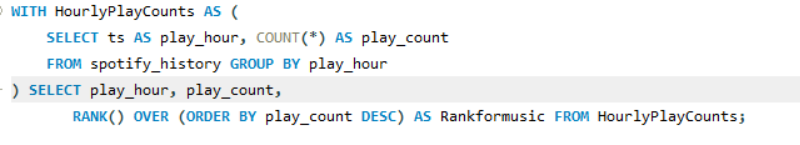 WITH HourlyPlayCounts AS (
SELECT ts AS play_hour, COUNT(*) AS play_count
FROM spotify_history GROUP BY play_hour
) SELECT play_hour, play_count,
RANK() OVER (ORDER BY play_count DESC) AS Rankformusic FROM HourlyPlayCounts;